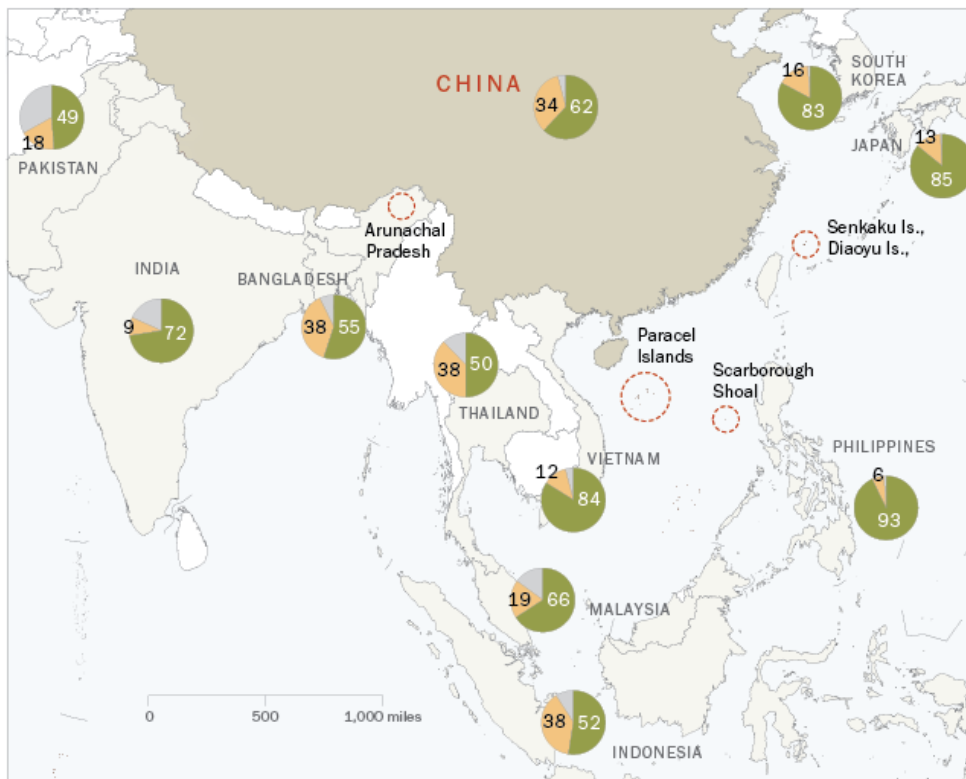 CHINA
34
62
16
83
SOUTH
KOREA
13
JAPAN
85
49
18
PAKISTAN
Arunachal
Pradesh
Senkaku Is.,
Diaoyu Is.,
INDIA
9
72
BANGLADESH
38
55
38
50
THAILAND
Paracel
Islands
Scarborough
Shoal
VIETNAM
12
84
PHILIPPINES
6
93
19
66
MALAYSIA
38
52
INDONESIA
0
500
1,000 miles